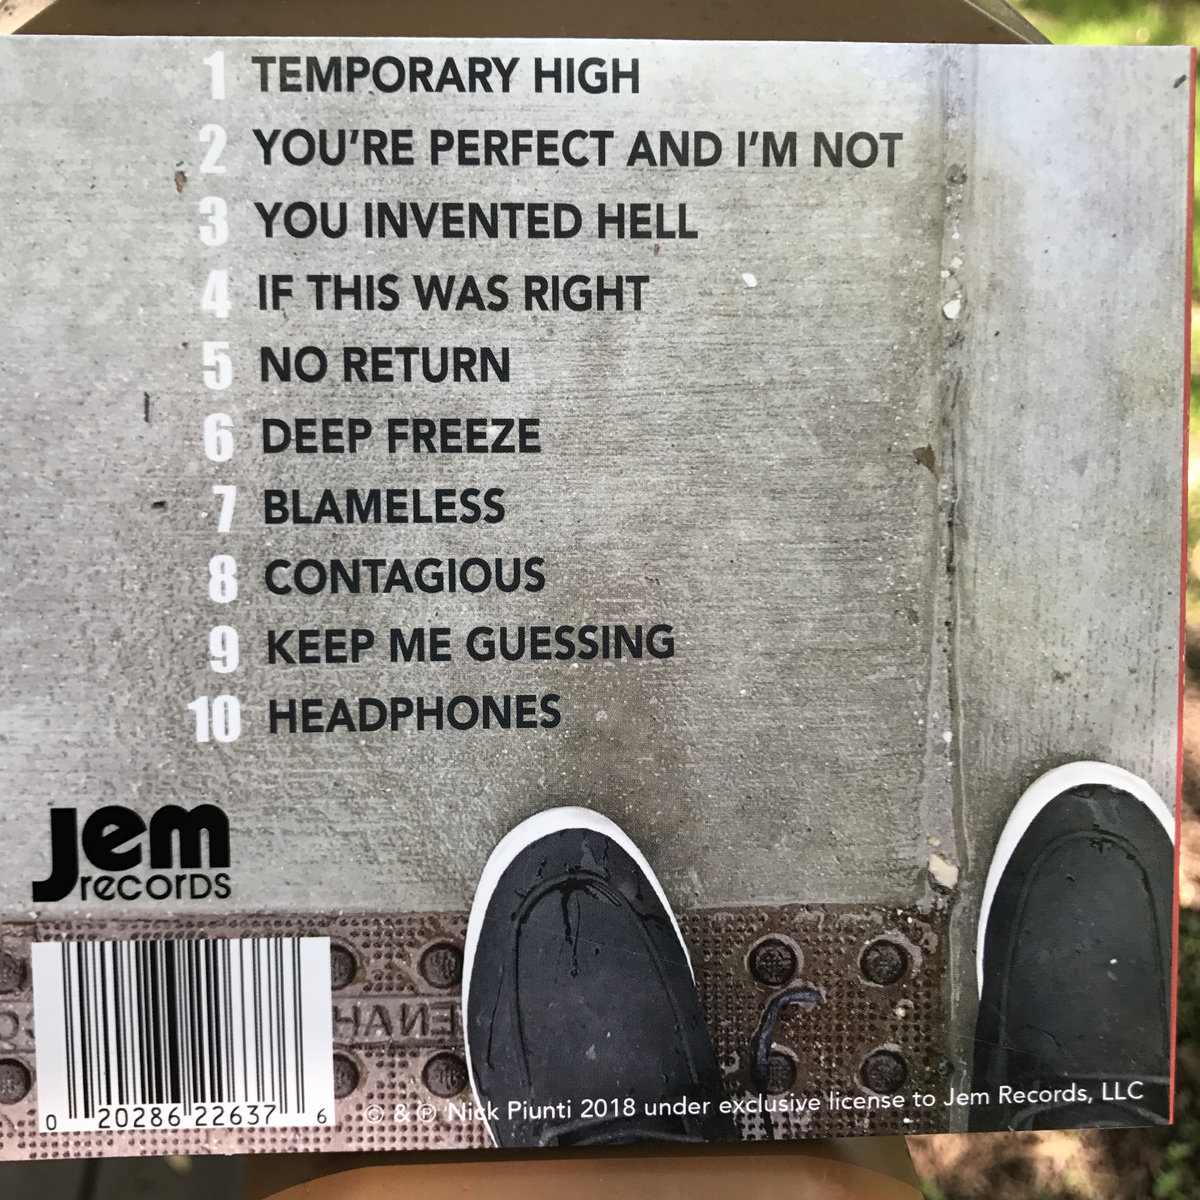 1 TEMPORARY HIGH
2 YOU'RE PERFECT AND I'M NOT
3 YOU INVENTED HELL
4 IF THIS WAS RIGHT
5 NO RETURN
6 DEEP FREEZE
7 BLAMELESS
8 CONTAGIOUS
9 KEEP ME GUESSING
10 HEADPHONES
jem
records
0 20286 22637 6
© & ℗ Nick Piunti 2018 under exclusive license to Jem Records, LLC